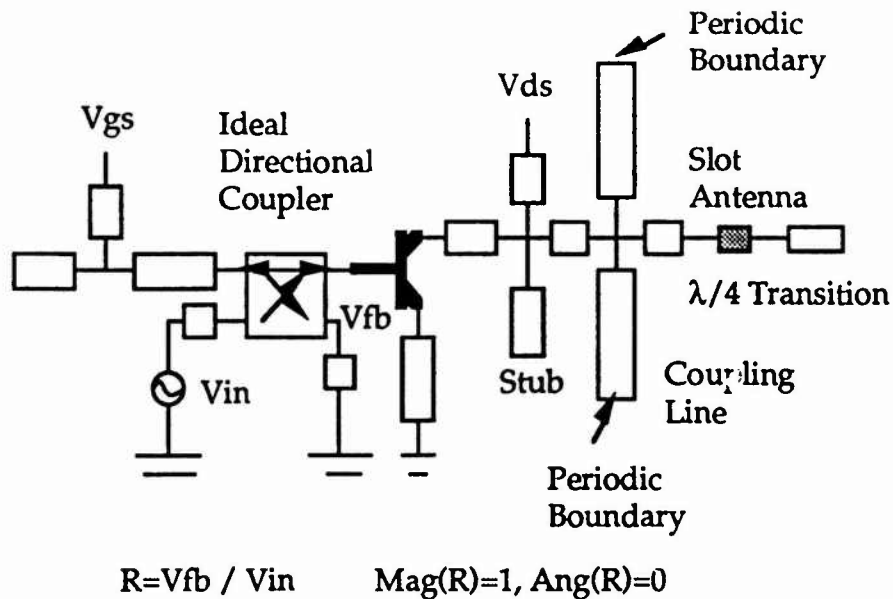 Periodic
Boundary
Vds
Vgs
Ideal
Directional
Coupler
Slot
Antenna
λ/4 Transition
Vfb
Vin
Stub
Coupling
Line
Periodic
Boundary
R=Vfb / Vin Mag(R)=1, Ang(R)=0